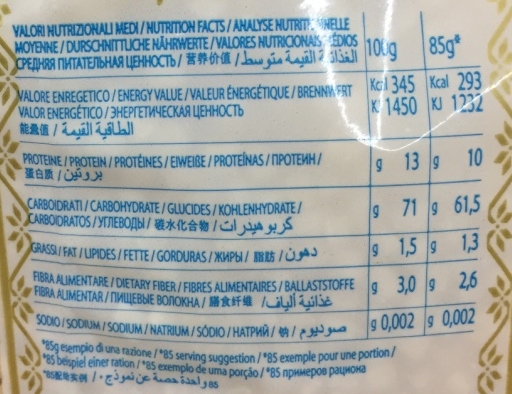 VALORI NUTRIZIONALI MEDI / NUTRITION FACTS / ANALYSE NUTRITIONNELLE
MOYENNE / DURSCHNITTLICHE NÄHRWERTE / VALORES NUTRICIONAIS MÉDIOS 100g 85g*
СРЕДНЯЯ ПИТАТЕЛЬНАЯ ЦЕННОСТЬ / 营养价值 / الغذائية القيمة متوسط
VALORE ENREGETICO / ENERGY VALUE / VALEUR ÉNERGÉTIQUE / BRENNWERT Kcal 345 Kcal 293
VALOR ENERGÉTICO / ЭНЕРГЕТИЧЕСКАЯ ЦЕННОСТЬ KJ 1450 KJ 1232
能量值 / الطاقية القيمة
PROTEINE / PROTEIN / PROTÉINES / EIWEIßE / PROTEÍNAS / ПРОТЕИН / g 13 g 10
蛋白质 / بروتين
CARBOIDRATI / CARBOHYDRATE / GLUCIDES / KOHLENHYDRATE / g 71 g 61,5
CARBOIDRATOS / УГЛЕВОДЫ / 碳水化合物 / كربوهيدرات
GRASSI / FAT / LIPIDES / FETTE / GORDURAS / ЖИРЫ / 脂肪 / دهون g 1,5 g 1,3
FIBRA ALIMENTARE / DIETARY FIBER / FIBRES ALIMENTAIRES / BALLASTSTOFFE g 3,0 g 2,6
FIBRA ALIMENTAR / ПИЩЕВЫЕ ВОЛОКНА / 膳食纤维 / غذائية ألياف
SODIO / SODIUM / SODIUM / NATRIUM / SÓDIO / НАТРИЙ / 钠 / صوديوم g 0,002 g 0,002
*85g esempio di una razione / *85 serving suggestion / *85 exemple pour une portion /
*85 beispiel einer ration / *85 exemplo de uma porção / *85 примеров рациона
*85配餐实例 / واحدة حصة عن نموذج 85